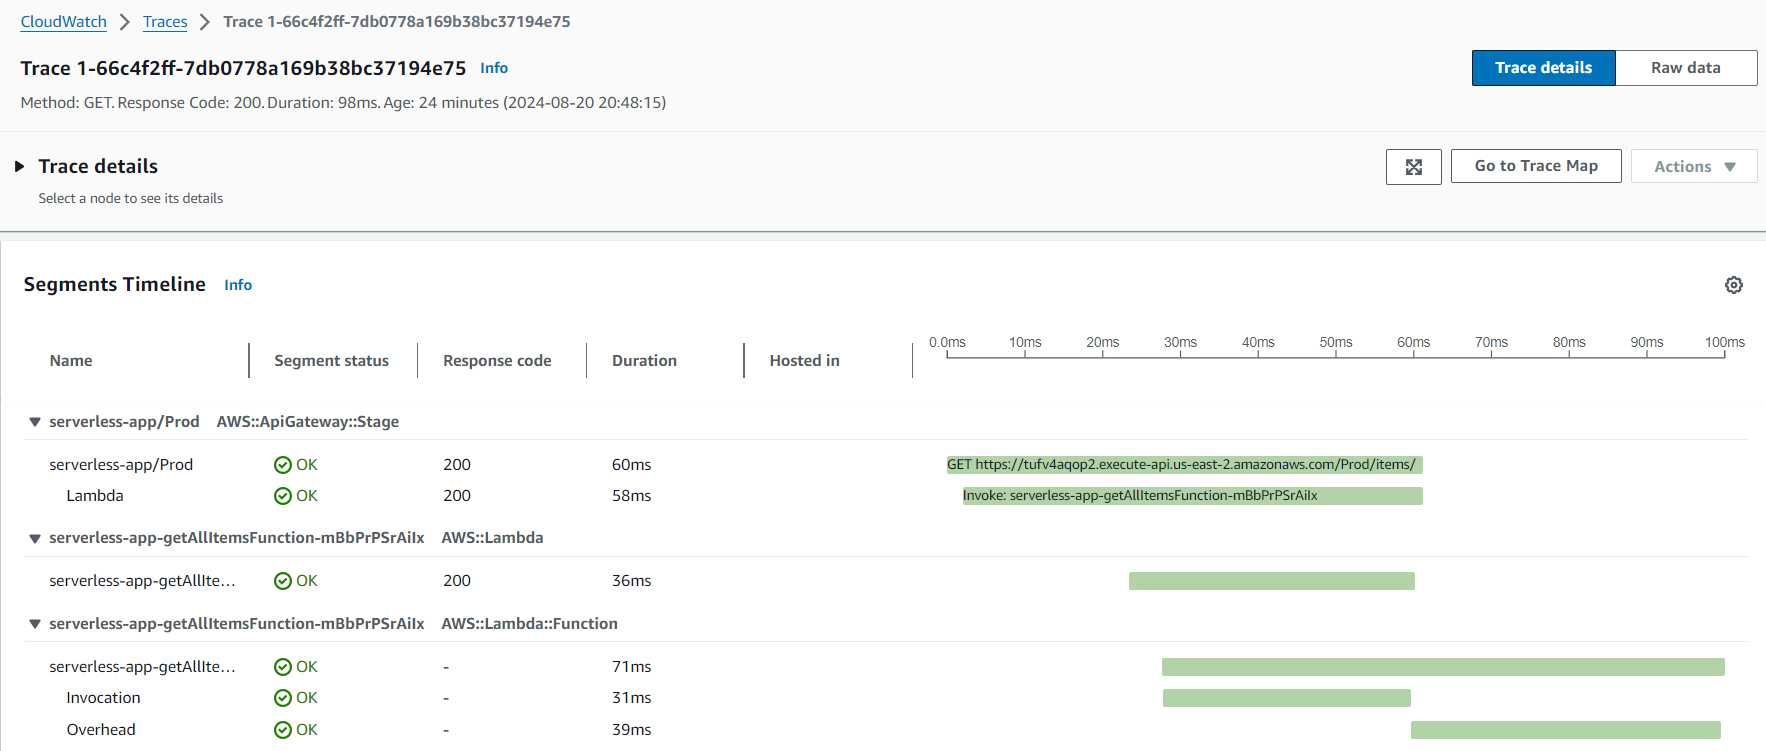 CloudWatch > Traces > Trace 1-66c4f2ff-7db0778a169b38bc37194e75
Trace 1-66c4f2ff-7db0778a169b38bc37194e75 Info
Trace details Raw data
Method: GET. Response Code: 200. Duration: 98ms. Age: 24 minutes (2024-08-20 20:48:15)
Trace details
Go to Trace Map Actions
Select a node to see its details
Segments Timeline Info
0.0ms 10ms 20ms 30ms 40ms 50ms 60ms 70ms 80ms 90ms 100ms
Name Segment status Response code Duration Hosted in
serverless-app/Prod AWS::ApiGateway::Stage
serverless-app/Prod OK 200 60ms GET https://tufv4aqop2.execute-api.us-east-2.amazonaws.com/Prod/items/
Lambda OK 200 58ms Invoke: serverless-app-getAllItemsFunction-mBbPrPSrAiIx
serverless-app-getAllItemsFunction-mBbPrPSrAiIx AWS::Lambda
serverless-app-getAllIte... OK 200 36ms
serverless-app-getAllItemsFunction-mBbPrPSrAiIx AWS::Lambda::Function
serverless-app-getAllIte... OK - 71ms
Invocation OK - 31ms
Overhead OK - 39ms